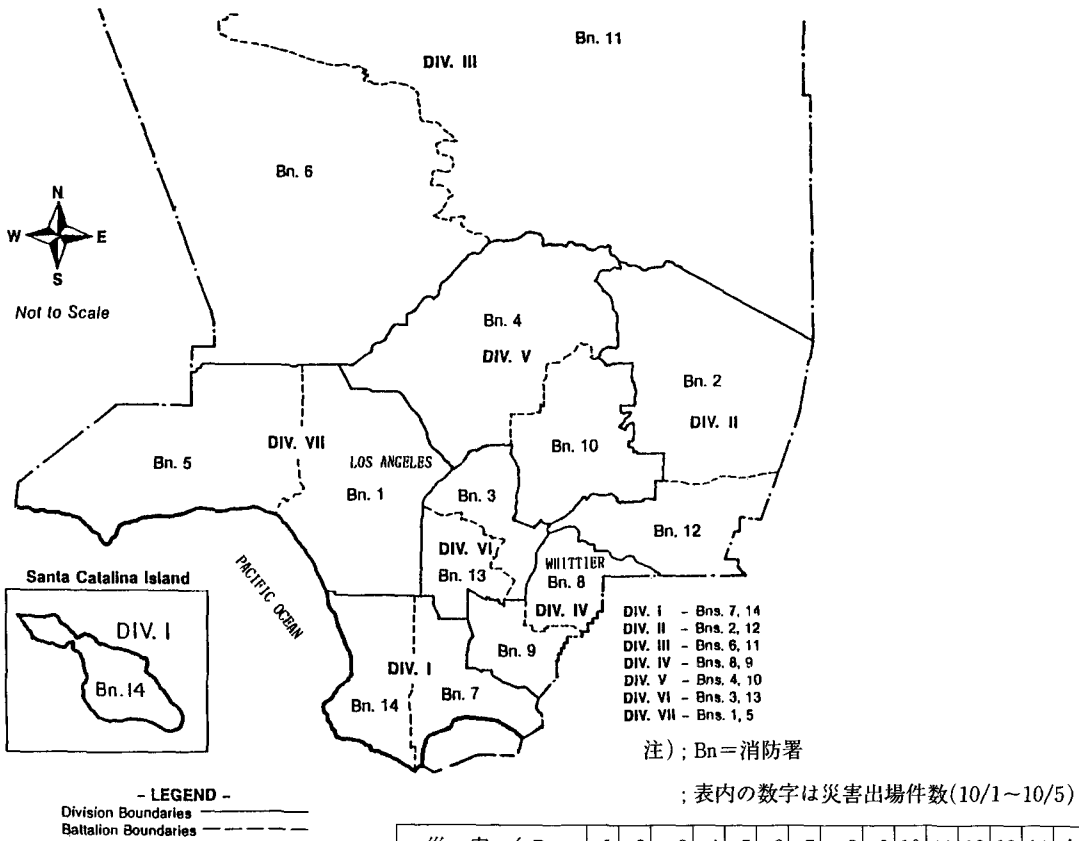 Bn. 11
DIV. III
Bn. 6
N
W E
S
Not to Scale
Bn. 4
DIV. V
Bn. 2
DIV. II
DIV. VII
Bn. 10
Bn. 5
LOS ANGELES
Bn. 3
Bn. 1
Bn. 12
DIV. VI
WHITTIER
PACIFIC OCEAN
Bn. 13
Bn. 8
Santa Catalina Island
DIV. IV
DIV. I
Bn. 14
Bn. 9
DIV. I
Bn. 7
Bn. 14
DIV. I – Bns. 7, 14
DIV. II – Bns. 2, 12
DIV. III – Bns. 6, 11
DIV. IV – Bns. 8, 9
DIV. V – Bns. 4, 10
DIV. VI – Bns. 3, 13
DIV. VII – Bns. 1, 5
注) ; Bn=消防署
; 表内の数字は災害出場件数(10/1~10/5)
- LEGEND -
Division Boundaries
Battalion Boundaries